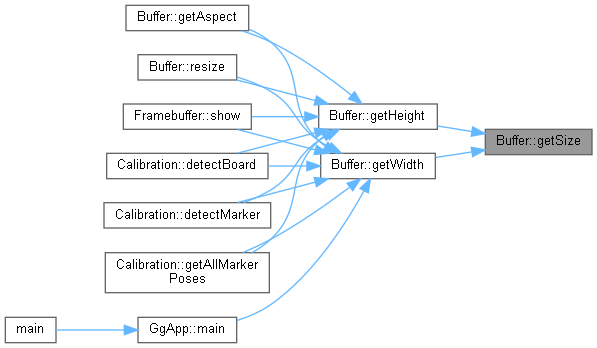 Buffer::getAspect
Buffer::resize
Framebuffer::show
Buffer::getHeight
Buffer::getSize
Calibration::detectBoard
Buffer::getWidth
Calibration::detectMarker
Calibration::getAllMarker
Poses
main
GgApp::main